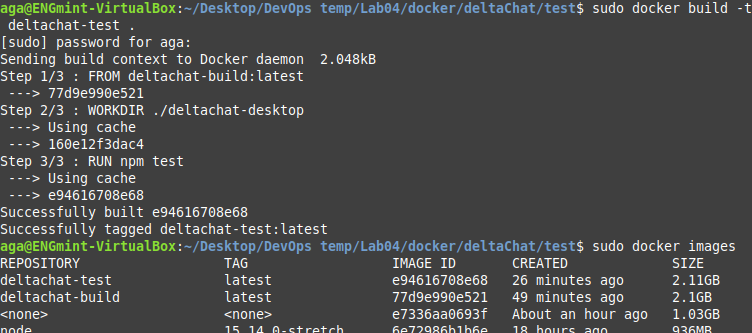 aga@ENGmint-VirtualBox:~/Desktop/DevOps temp/Lab04/docker/deltaChat/test$ sudo docker build -t
 deltachat-test .
[sudo] password for aga:
Sending build context to Docker daemon  2.048kB
Step 1/3 : FROM deltachat-build:latest
 ---> 77d9e990e521
Step 2/3 : WORKDIR ./deltachat-desktop
 ---> Using cache
 ---> 160e12f3dac4
Step 3/3 : RUN npm test
 ---> Using cache
 ---> e94616708e68
Successfully built e94616708e68
Successfully tagged deltachat-test:latest
aga@ENGmint-VirtualBox:~/Desktop/DevOps temp/Lab04/docker/deltaChat/test$ sudo docker images
REPOSITORY TAG IMAGE ID CREATED SIZE
deltachat-test latest e94616708e68 26 minutes ago 2.11GB
deltachat-build latest 77d9e990e521 49 minutes ago 2.1GB
<none> <none> e7336aa0693f About an hour ago 1.03GB
node 15.14.0-stretch 6e72986b1b6e 18 hours ago 936MB